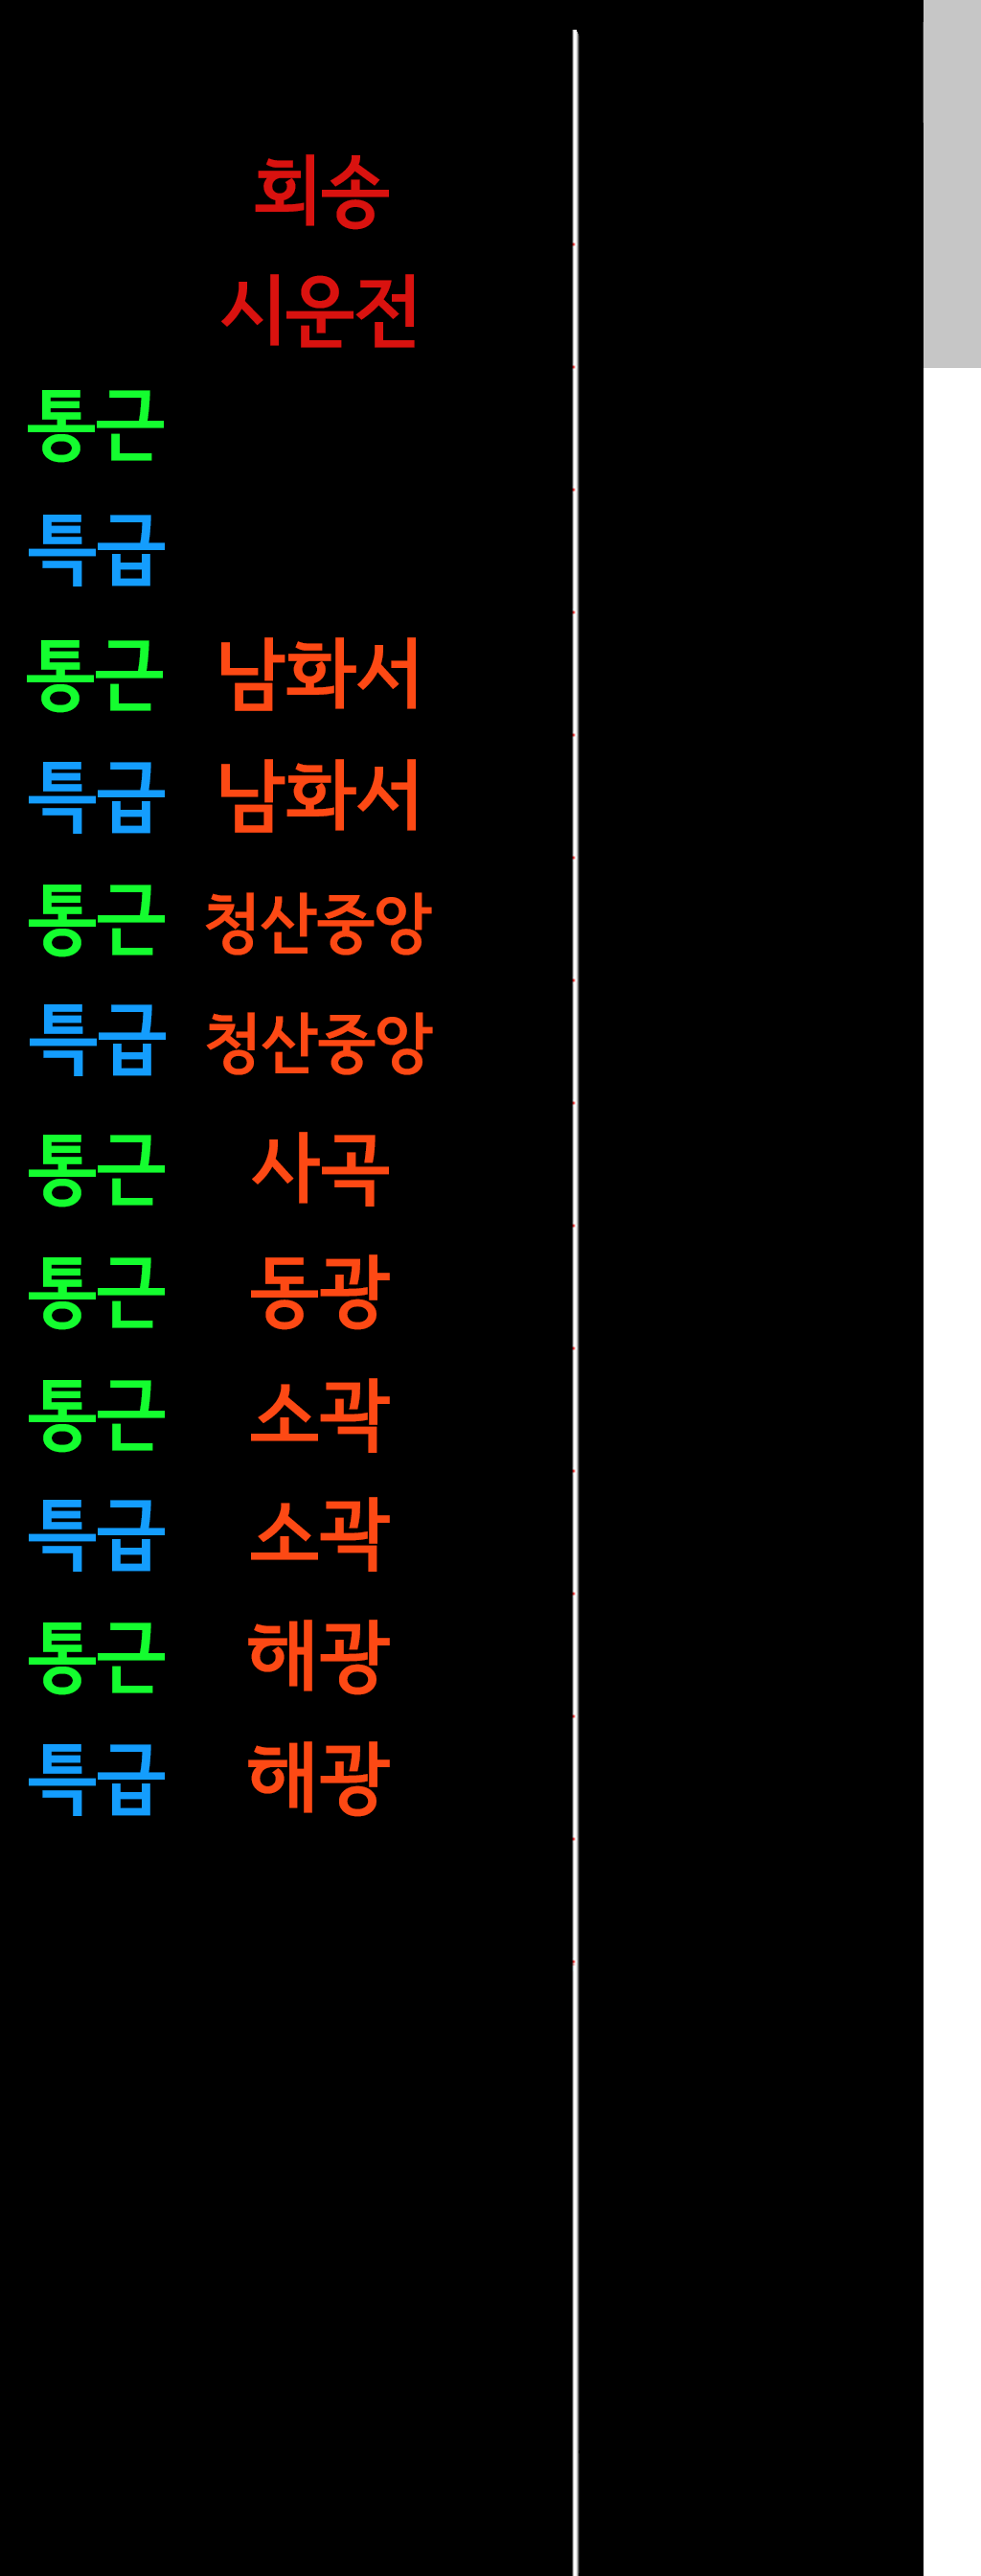 회송
시운전
통근
특급
통근 남화서
특급 남화서
통근 청산중앙
특급 청산중앙
통근 사곡
통근 동광
통근 소곽
특급 소곽
통근 해광
특급 해광